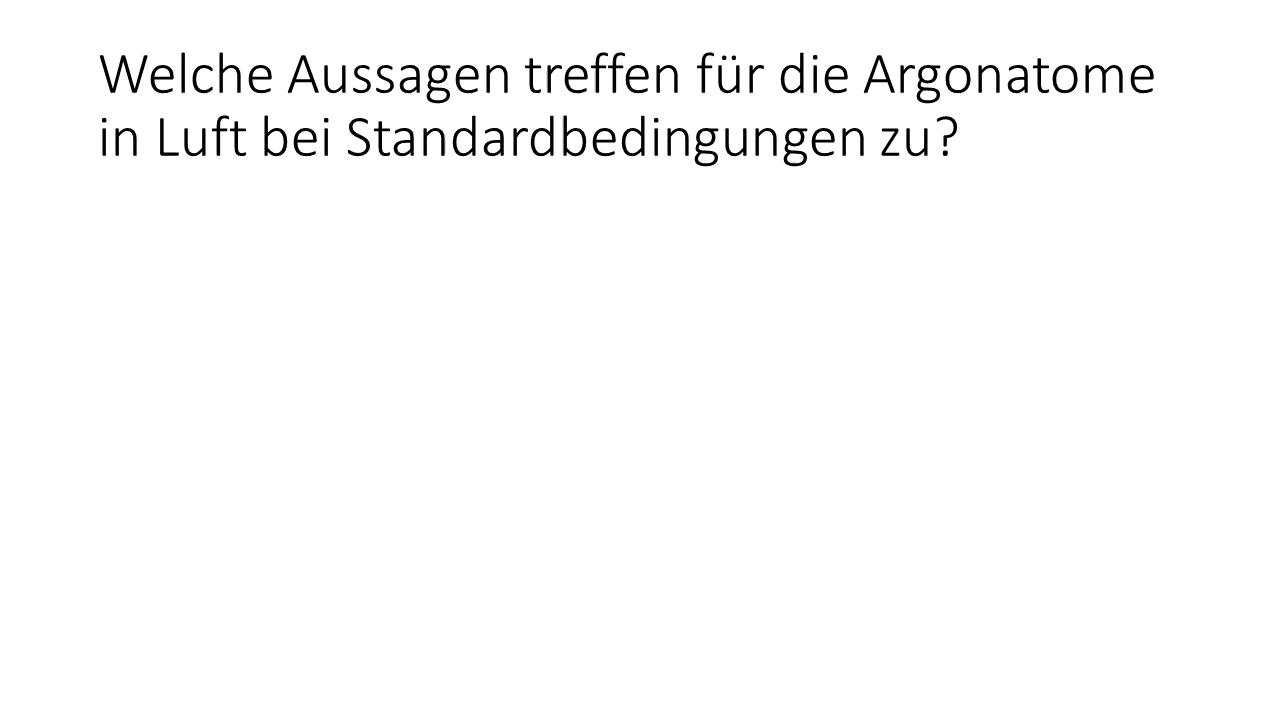 Welche Aussagen treffen für die Argonatome
in Luft bei Standardbedingungen zu?